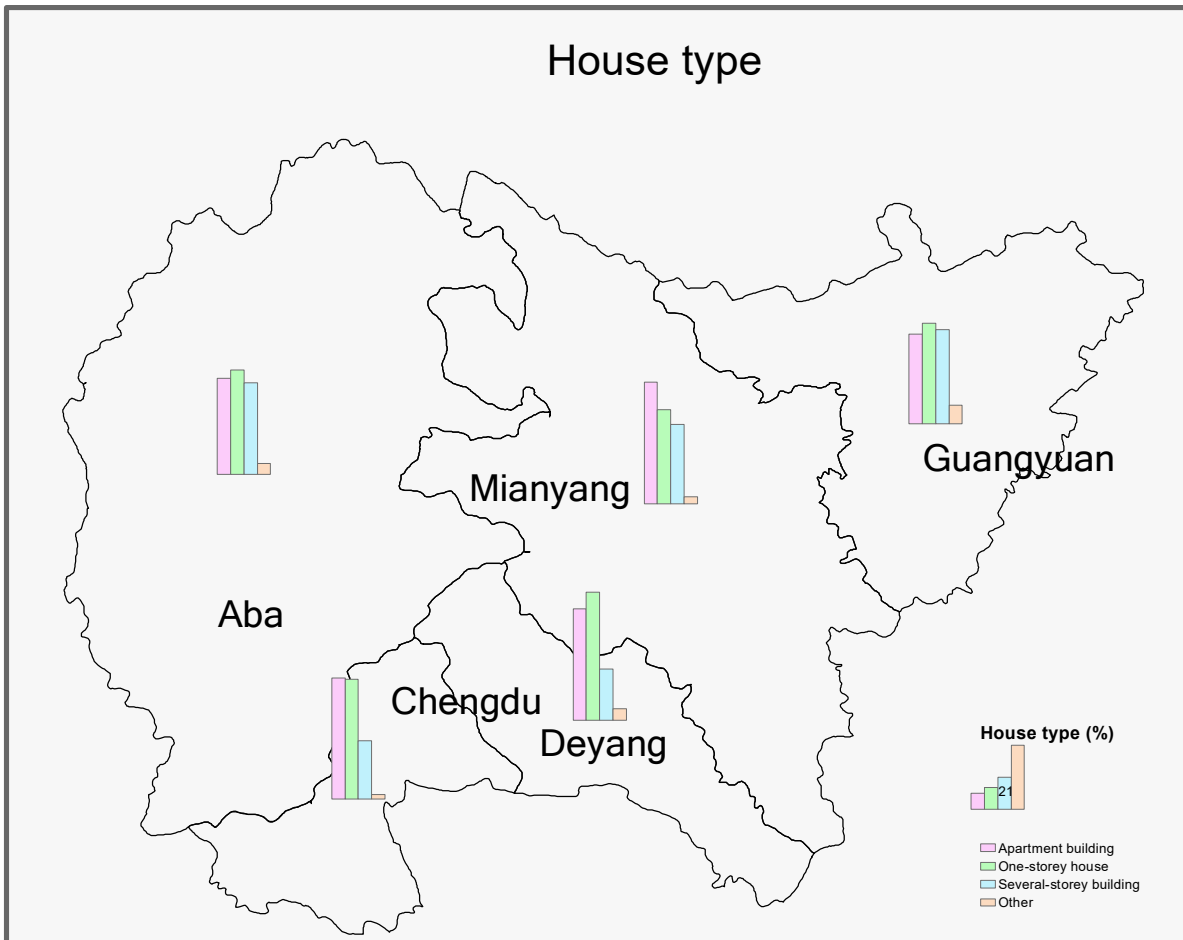 House type
Guangyuan
Mianyang
Aba
Chengdu
Deyang
House type (%)
21
Apartment building
One-storey house
Several-storey building
Other